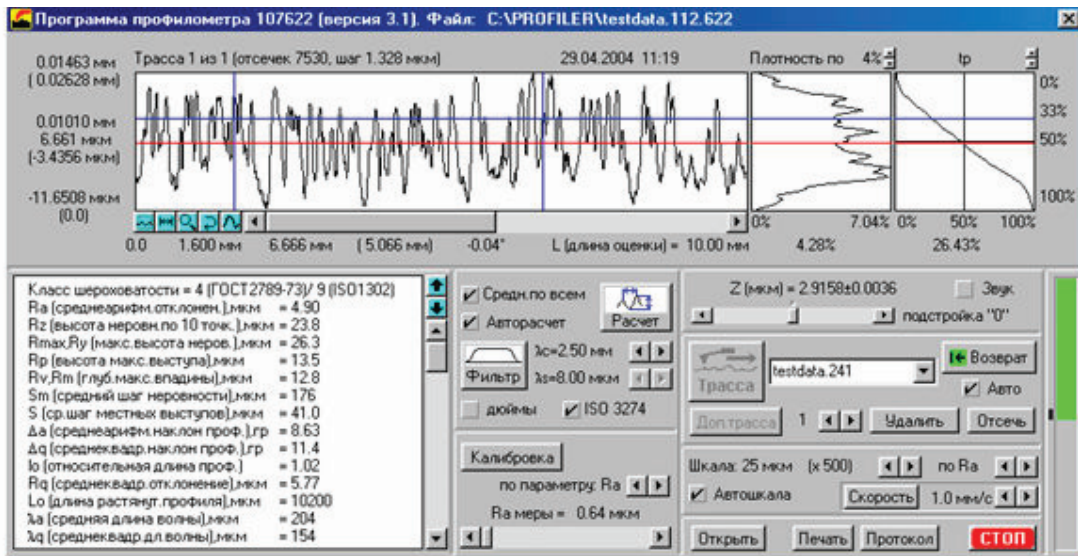 Программа профилометра 107622 (версия 3.1). Файл: C:\PROFILER\testdata.112.622
0.01463 мм Трасса 1 из 1 (отсечек 7530, шаг 1.328 мкм) 29.04.2004 11:19 Плотность по 4% tp
( 0.02628 мм) 0%
0.01010 мм 33%
6.661 мкм 50%
(-3.4356 мкм)
-11.6508 мкм 100%
(0.0) 0% 7.04% 0% 50% 100%
0.0 1.600 мм 6.666 мм ( 5.066 мм) -0.04° L (длина оценки) = 10.00 мм 4.28% 26.43%
Класс шероховатости = 4 (ГОСТ2789-73)/ 9 (ISO1302)
Ra (среднеарифм.отклонен.),мкм = 4.90
Rz (высота неровн.по 10 точк.),мкм = 23.8
Rmax,Ry (макс.высота неров.),мкм = 26.3
Rp (высота макс.выступа),мкм = 13.5
Rv,Rm (глуб.макс.впадины),мкм = 12.8
Sm (средний шаг неровности),мкм = 176
S (ср.шаг местных выступов),мкм = 41.0
Δa (среднеарифм.наклон проф.),гр = 8.63
Δq (среднеквадр.наклон проф.),гр = 11.4
lo (относительная длина проф.) = 1.02
Rq (среднеквадр.отклонение),мкм = 5.77
Lo (длина растянут.профиля),мкм = 10200
λa (средняя длина волны),мкм = 204
λq (среднеквадр.дл.волны),мкм = 154
Средн.по всем
Авторасчет Расчет
Фильтр λc=2.50 мм
λs=8.00 мкм
дюймы ISO 3274
Калибровка
по параметру: Ra
Ra меры = 0.64 мкм
Z (мкм) = 2.9158±0.0036 Звук
подстройка "0"
Трасса testdata.241 Возврат
Авто
Доп.трасса 1 Удалить Отсечь
Шкала: 25 мкм (x 500) по Ra
Автошкала Скорость 1.0 мм/с
Открыть Печать Протокол СТОП